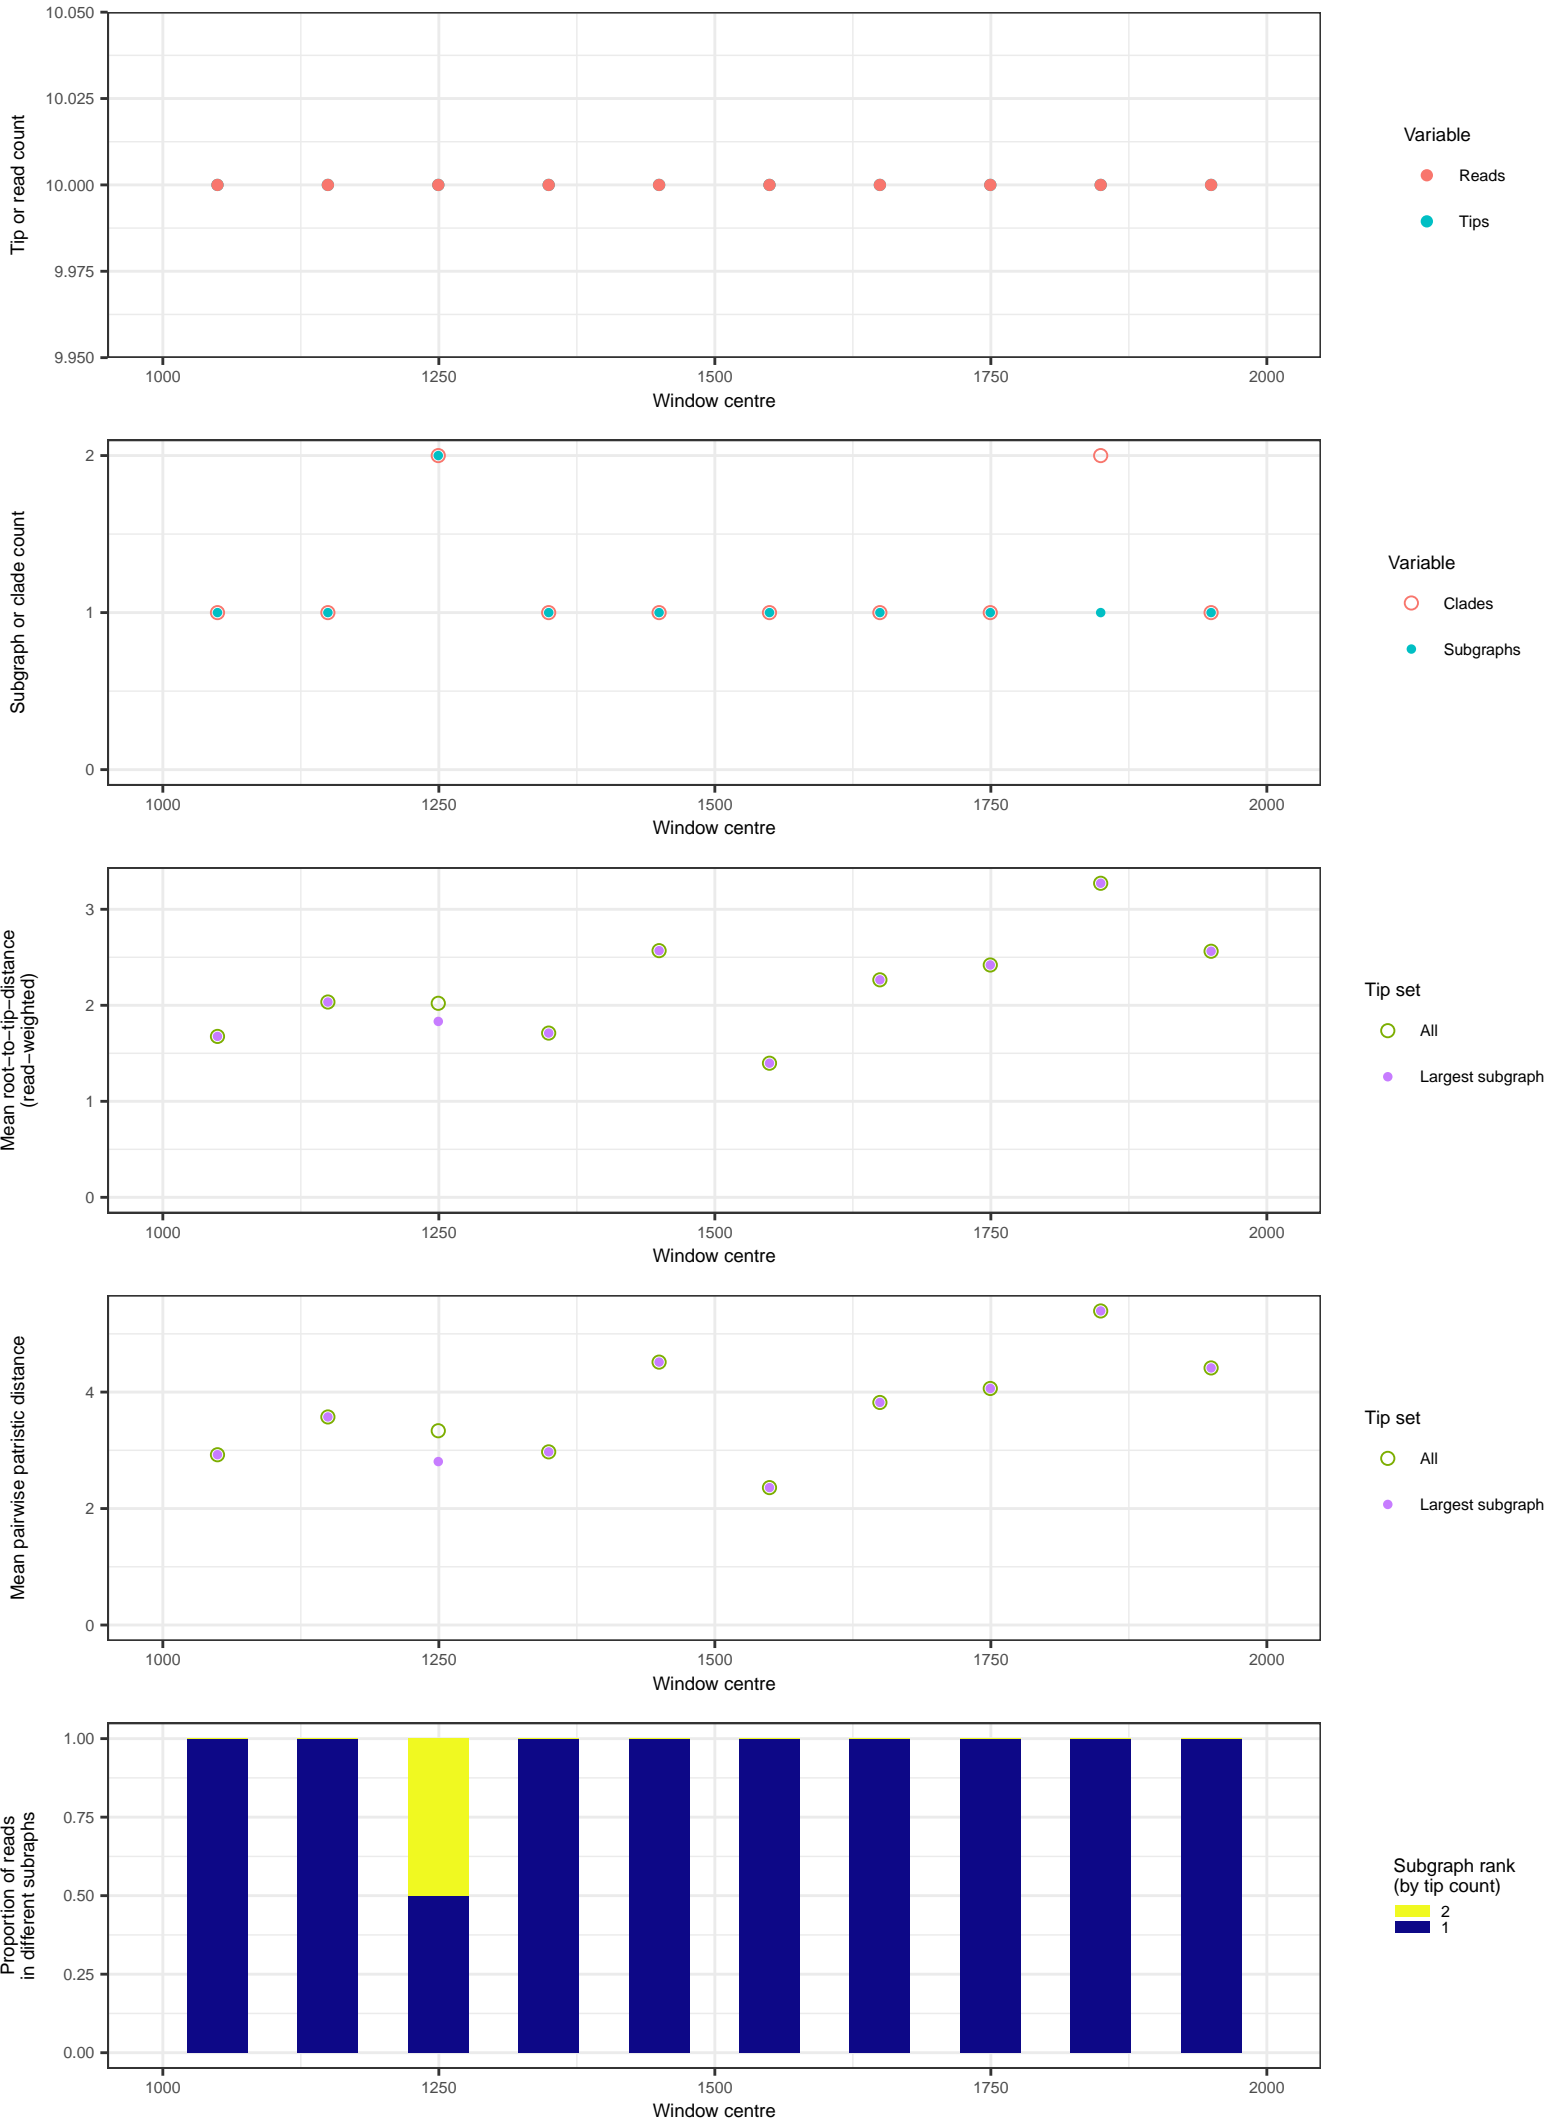 10.050
10.025
10.000
9.975
9.950
Tip or read count
1000 1250 1500 1750 2000
Window centre
Variable
Reads
Tips
2
1
0
Subgraph or clade count
1000 1250 1500 1750 2000
Window centre
Variable
Clades
Subgraphs
3
2
1
0
Mean root−to−tip−distance
(read−weighted)
1000 1250 1500 1750 2000
Window centre
Tip set
All
Largest subgraph
4
2
0
Mean pairwise patristic distance
1000 1250 1500 1750 2000
Window centre
Tip set
All
Largest subgraph
1.00
0.75
0.50
0.25
0.00
Proportion of reads
in different subraphs
1000 1250 1500 1750 2000
Window centre
Subgraph rank
(by tip count)
2
1